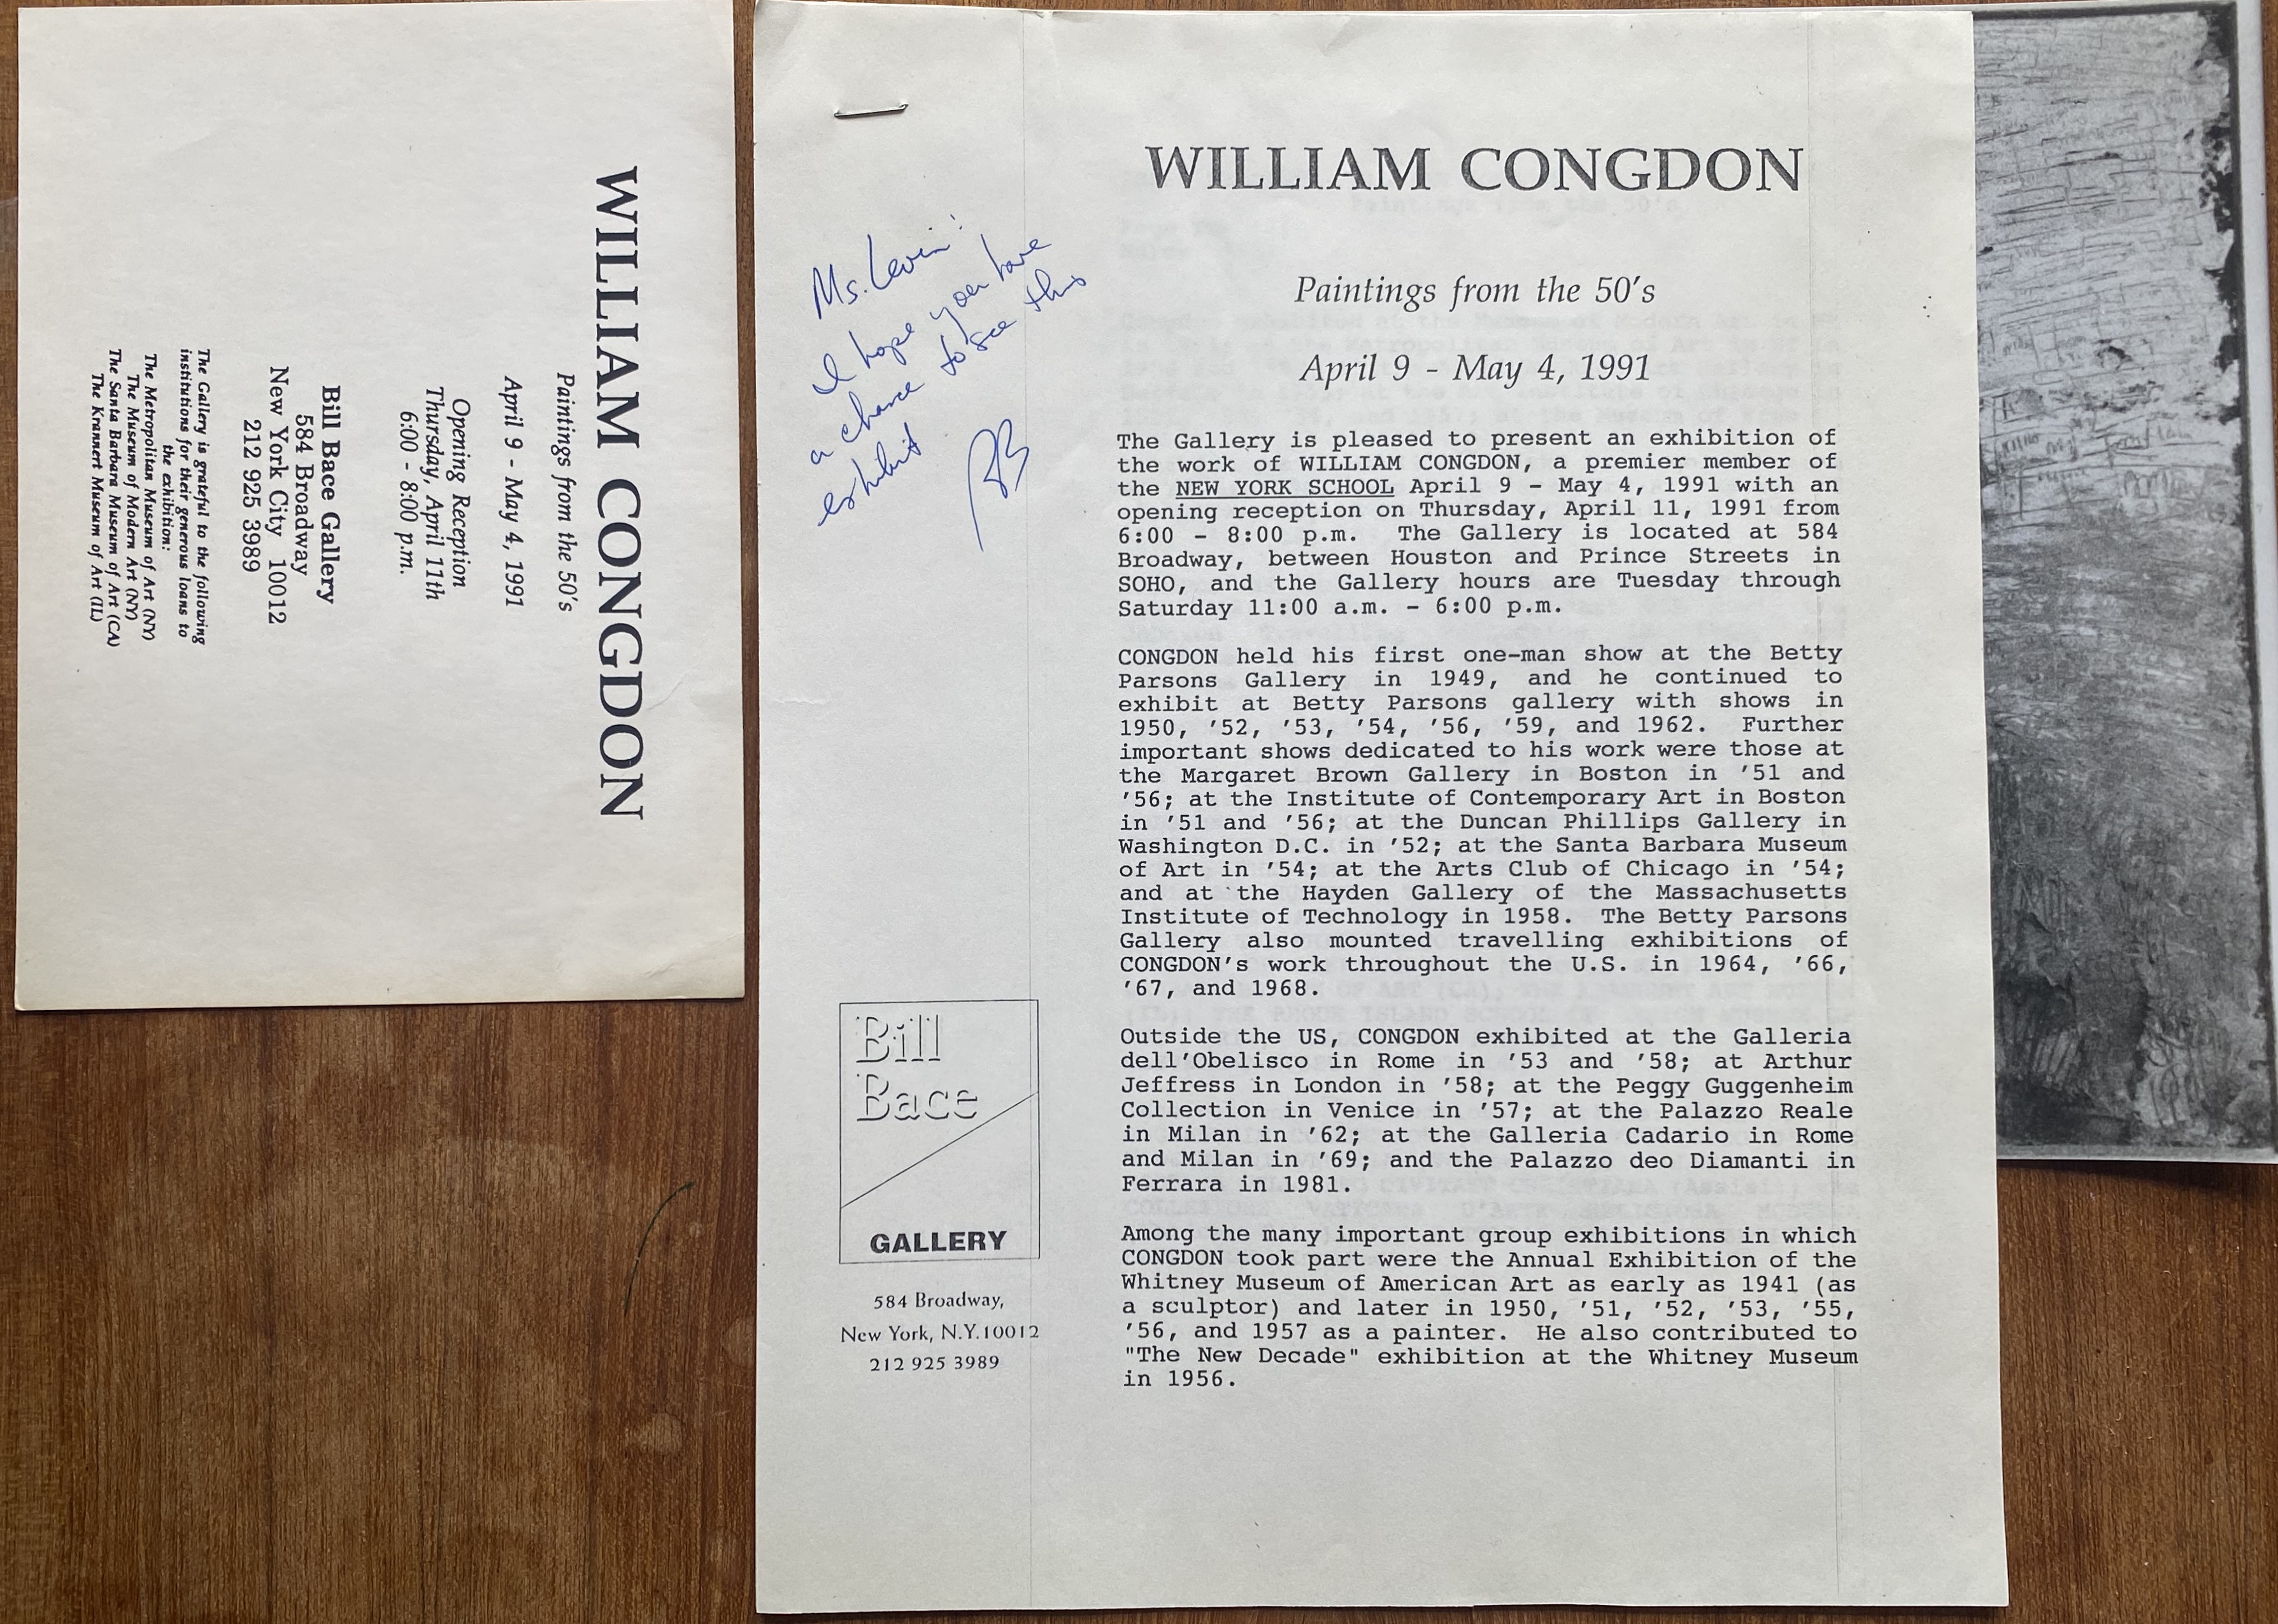 WILLIAM CONGDON
Paintings from the 50's
April 9 - May 4, 1991
Opening Reception
Thursday, April 11th
6:00 - 8:00 p.m.
Bill Bace Gallery
584 Broadway
New York City 10012
212 925 3989
The Gallery is grateful to the following
institutions for their generous loans to
the exhibition:
The Metropolitan Museum of Art (NY)
The Museum of Modern Art (NY)
The Santa Barbara Museum of Art (CA)
The Krannert Museum of Art (IL)
WILLIAM CONGDON
Paintings from the 50's
April 9 - May 4, 1991
Ms. Levin:
I hope you have
a chance to see this
exhibit
BB
The Gallery is pleased to present an exhibition of
the work of WILLIAM CONGDON, a premier member of
the NEW YORK SCHOOL April 9 - May 4, 1991 with an
opening reception on Thursday, April 11, 1991 from
6:00 - 8:00 p.m. The Gallery is located at 584
Broadway, between Houston and Prince Streets in
SOHO, and the Gallery hours are Tuesday through
Saturday 11:00 a.m. - 6:00 p.m.
CONGDON held his first one-man show at the Betty
Parsons Gallery in 1949, and he continued to
exhibit at Betty Parsons gallery with shows in
1950, '52, '53, '54, '56, '59, and 1962. Further
important shows dedicated to his work were those at
the Margaret Brown Gallery in Boston in '51 and
'56; at the Institute of Contemporary Art in Boston
in '51 and '56; at the Duncan Phillips Gallery in
Washington D.C. in '52; at the Santa Barbara Museum
of Art in '54; at the Arts Club of Chicago in '54;
and at the Hayden Gallery of the Massachusetts
Institute of Technology in 1958. The Betty Parsons
Gallery also mounted travelling exhibitions of
CONGDON's work throughout the U.S. in 1964, '66,
'67, and 1968.
Outside the US, CONGDON exhibited at the Galleria
dell'Obelisco in Rome in '53 and '58; at Arthur
Jeffress in London in '58; at the Peggy Guggenheim
Collection in Venice in '57; at the Palazzo Reale
in Milan in '62; at the Galleria Cadario in Rome
and Milan in '69; and the Palazzo deo Diamanti in
Ferrara in 1981.
Among the many important group exhibitions in which
CONGDON took part were the Annual Exhibition of the
Whitney Museum of American Art as early as 1941 (as
a sculptor) and later in 1950, '51, '52, '53, '55,
'56, and 1957 as a painter. He also contributed to
"The New Decade" exhibition at the Whitney Museum
in 1956.
Bill
Bace
GALLERY
584 Broadway,
New York, N.Y.10012
212 925 3989